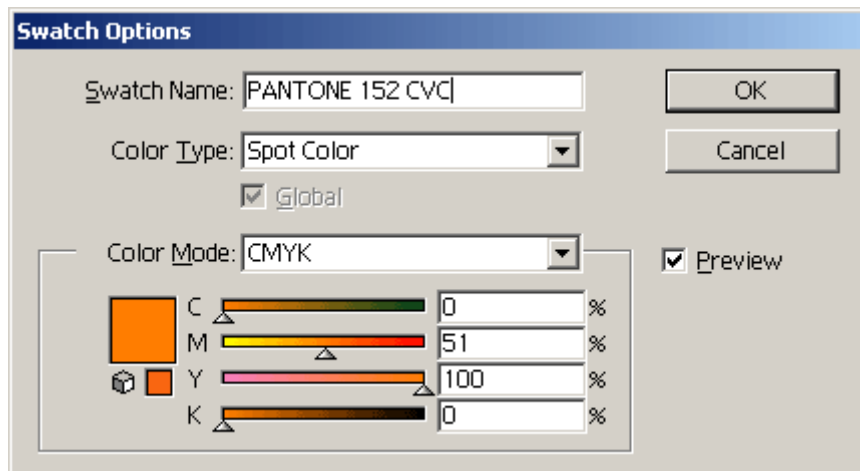 Swatch Options
Swatch Name: PANTONE 152 CVC
OK
Color Type: Spot Color
Cancel
Global
Color Mode: CMYK
Preview
C 0 %
M 51 %
Y 100 %
K 0 %